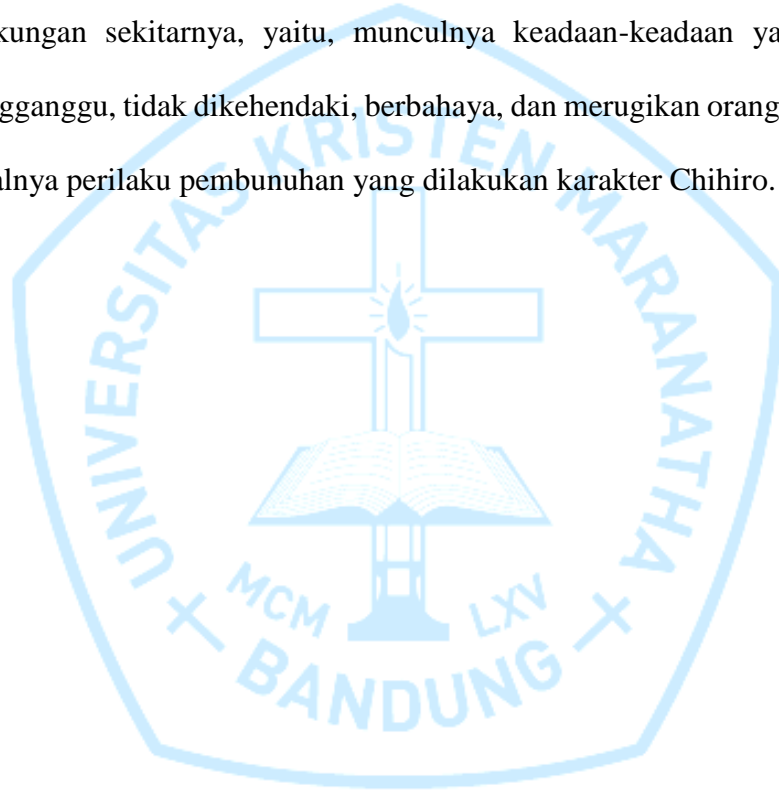 kungan sekitarnya, yaitu, munculnya keadaan-keadaan ya
gganggu, tidak dikehendaki, berbahaya, dan merugikan orang
alnya perilaku pembunuhan yang dilakukan karakter Chihiro.
UNIVERSITAS KRISTEN MARANATHA
MCM LXV
BANDUNG